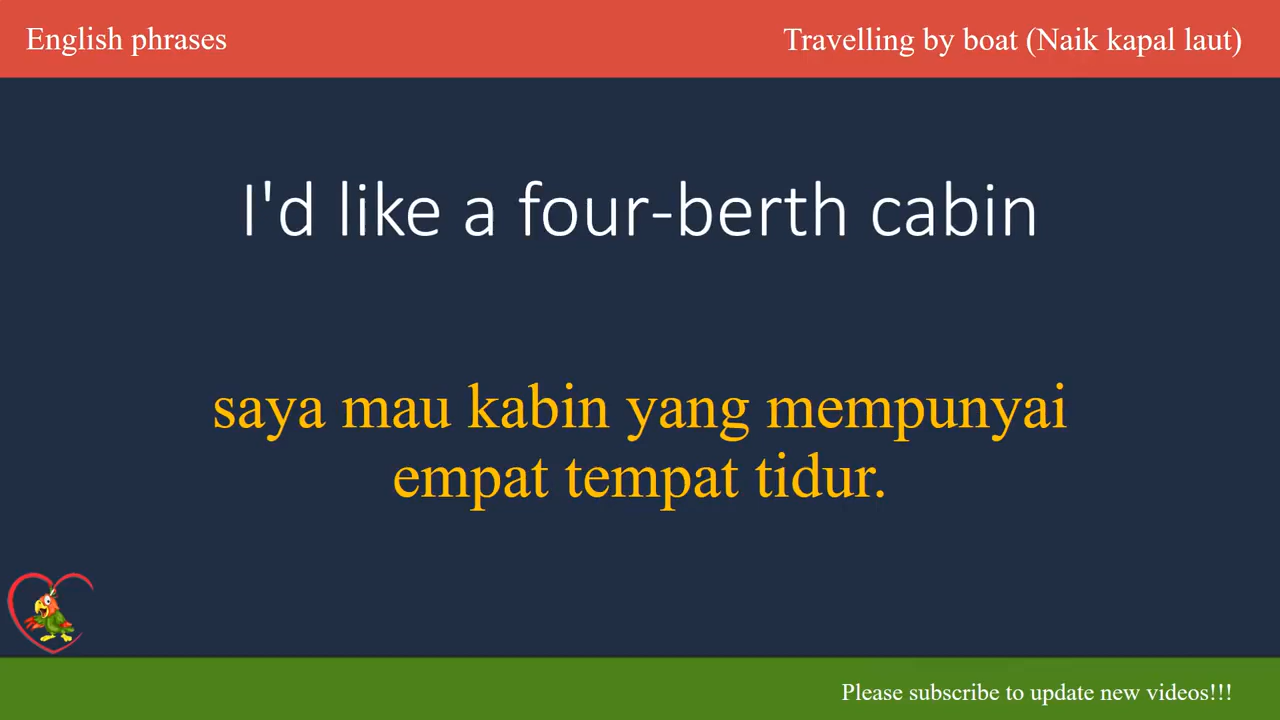 English phrases
Travelling by boat (Naik kapal laut)
I'd like a four-berth cabin
saya mau kabin yang mempunyai
empat tempat tidur.
Please subscribe to update new videos!!!